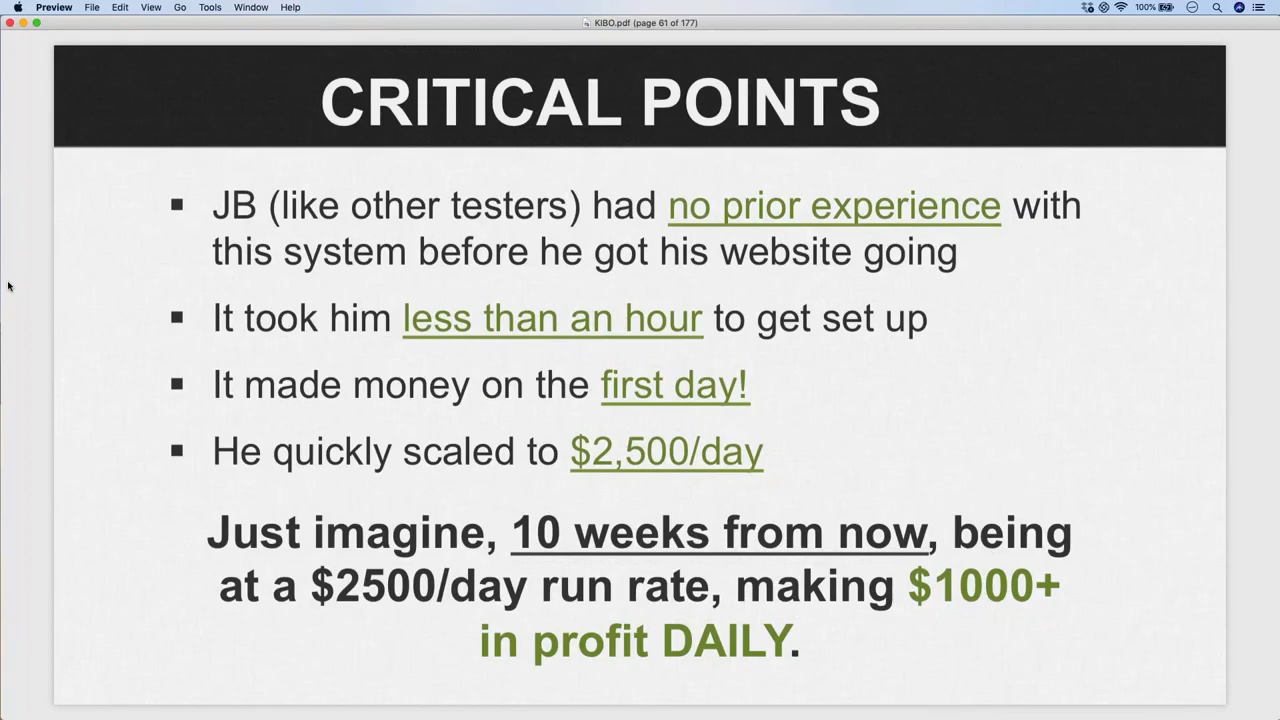 Preview File Edit View Go Tools Window Help 100%
KIBO.pdf (page 61 of 177)
CRITICAL POINTS
▪ JB (like other testers) had no prior experience with
this system before he got his website going
▪ It took him less than an hour to get set up
▪ It made money on the first day!
▪ He quickly scaled to $2,500/day
Just imagine, 10 weeks from now, being
at a $2500/day run rate, making $1000+
in profit DAILY.